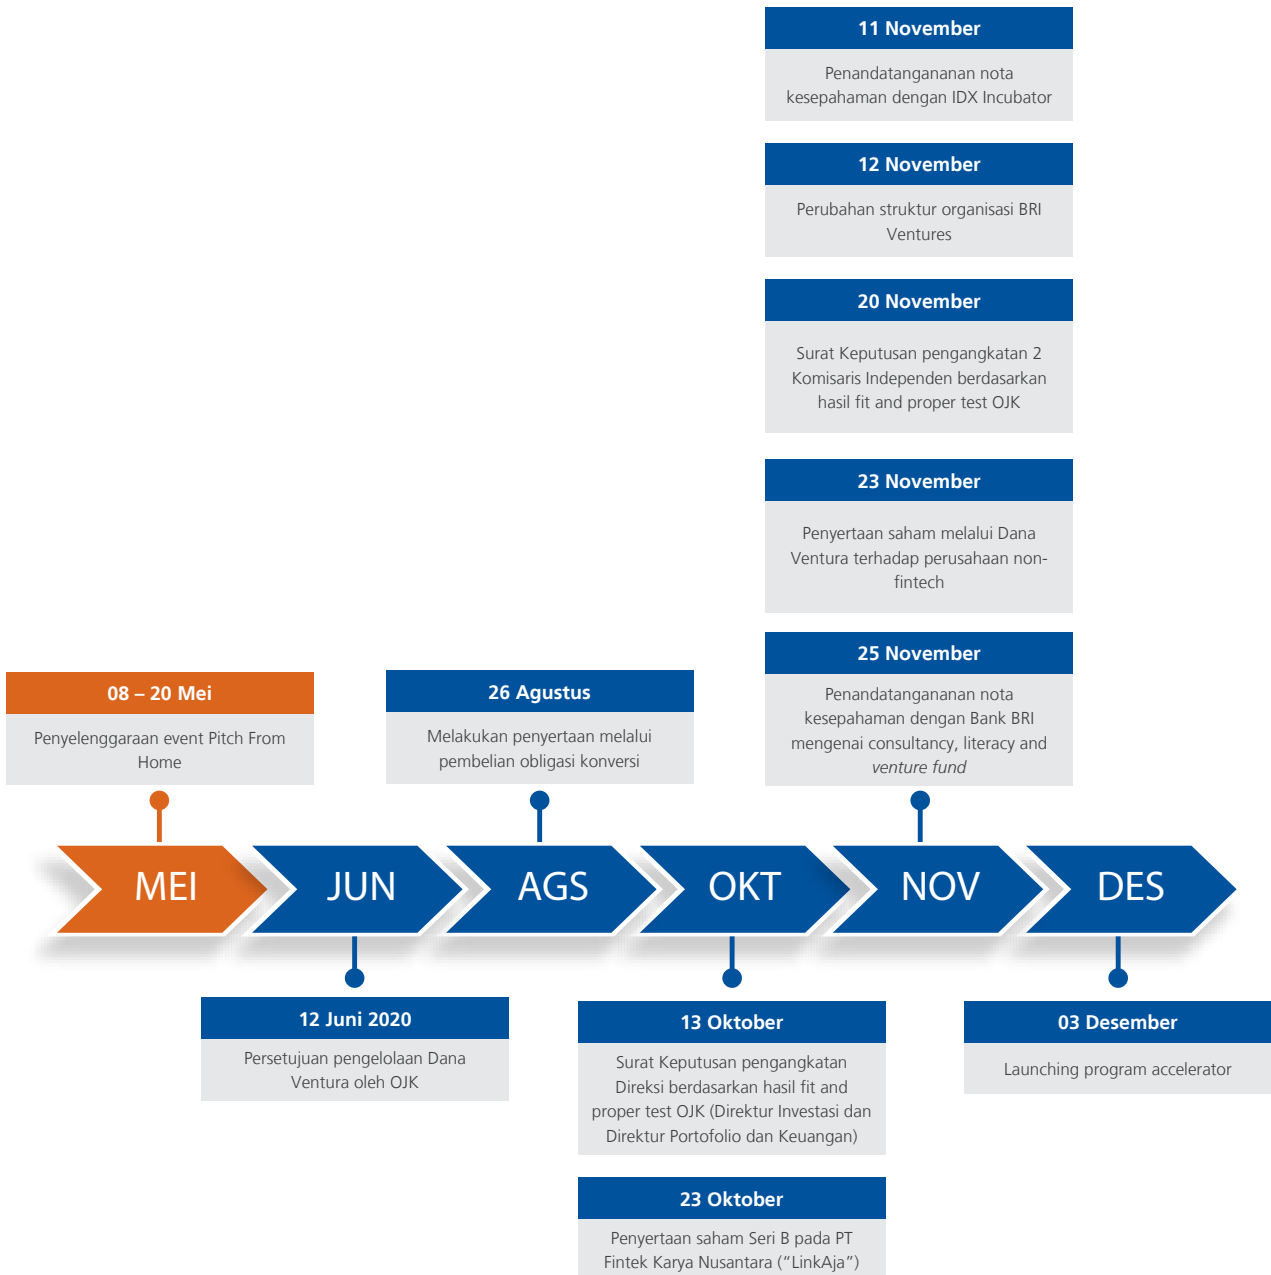 11 November
Penandatangananan nota
kesepahaman dengan IDX Incubator
12 November
Perubahan struktur organisasi BRI
Ventures
20 November
Surat Keputusan pengangkatan 2
Komisaris Independen berdasarkan
hasil fit and proper test OJK
23 November
Penyertaan saham melalui Dana
Ventura terhadap perusahaan non-
fintech
25 November
Penandatangananan nota
kesepahaman dengan Bank BRI
mengenai consultancy, literacy and
venture fund
08 – 20 Mei
Penyelenggaraan event Pitch From
Home
26 Agustus
Melakukan penyertaan melalui
pembelian obligasi konversi
MEI
JUN
AGS
OKT
NOV
DES
12 Juni 2020
Persetujuan pengelolaan Dana
Ventura oleh OJK
13 Oktober
Surat Keputusan pengangkatan
Direksi berdasarkan hasil fit and
proper test OJK (Direktur Investasi dan
Direktur Portofolio dan Keuangan)
23 Oktober
Penyertaan saham Seri B pada PT
Fintek Karya Nusantara (“LinkAja”)
03 Desember
Launching program accelerator